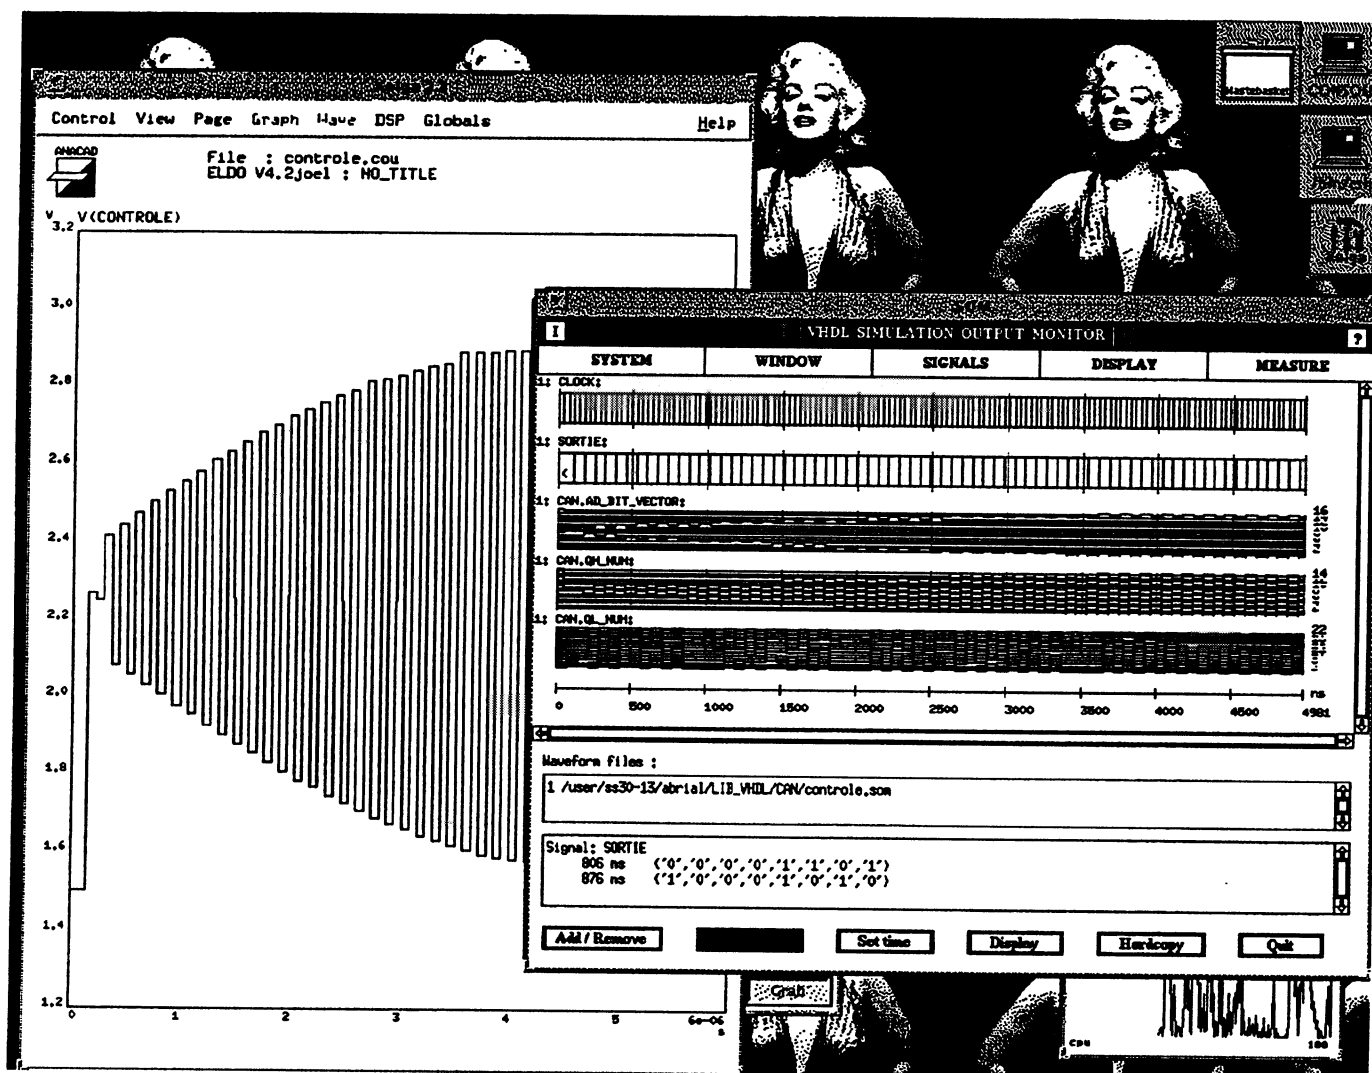 Wastebasket
Control View Page Graph Wave DSP Globals Help
ANACAD
File : controle.cou
ELDO V4.2joel : NO_TITLE
V V(CONTROLE)
3.2
3.0
2.8
2.6
2.4
2.2
2.0
1.8
1.6
1.4
1.2
0 1 2 3 4 5 6e-06
s
I VHDL SIMULATION OUTPUT MONITOR ?
SYSTEM WINDOW SIGNALS DISPLAY MEASURE
1: CLOCK:
1: SORTIE:
1: CAN.AD_BIT_VECTOR:
16
1: CAN.QH_NUM:
14
1: CAN.QL_NUM:
ns
0 500 1000 1500 2000 2500 3000 3500 4000 4500 4981
Waveform files :
1 /user/ss30-13/abrial/LIB_VHDL/CAN/controle.som
Signal: SORTIE
806 ns ('0','0','0','0','1','1','0','1')
876 ns ('1','0','0','0','1','0','1','0')
Add / Remove Set time Display Hardcopy Quit
Grab
cpu 100